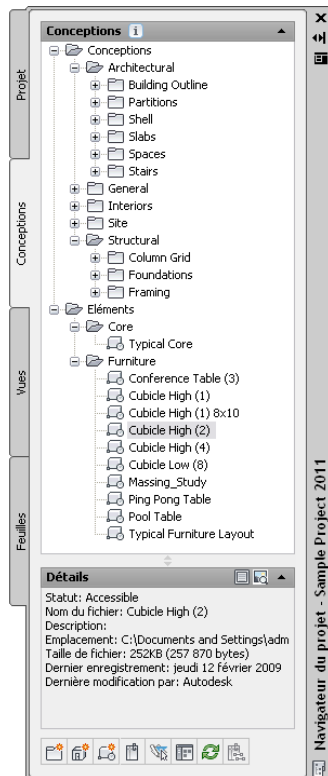 Conceptions
Conceptions
Architectural
Building Outline
Partitions
Shell
Slabs
Spaces
Stairs
General
Interiors
Site
Structural
Column Grid
Foundations
Framing
Eléments
Core
Typical Core
Furniture
Conference Table (3)
Cubicle High (1)
Cubicle High (1) 8x10
Cubicle High (2)
Cubicle High (4)
Cubicle Low (8)
Massing_Study
Ping Pong Table
Pool Table
Typical Furniture Layout
Projet
Conceptions
Vues
Feuilles
Détails
Statut: Accessible
Nom du fichier: Cubicle High (2)
Description:
Emplacement: C:\Documents and Settings\adm
Taille de fichier: 252KB (257 870 bytes)
Dernier enregistrement: jeudi 12 février 2009
Dernière modification par: Autodesk
Navigateur du projet - Sample Project 2011